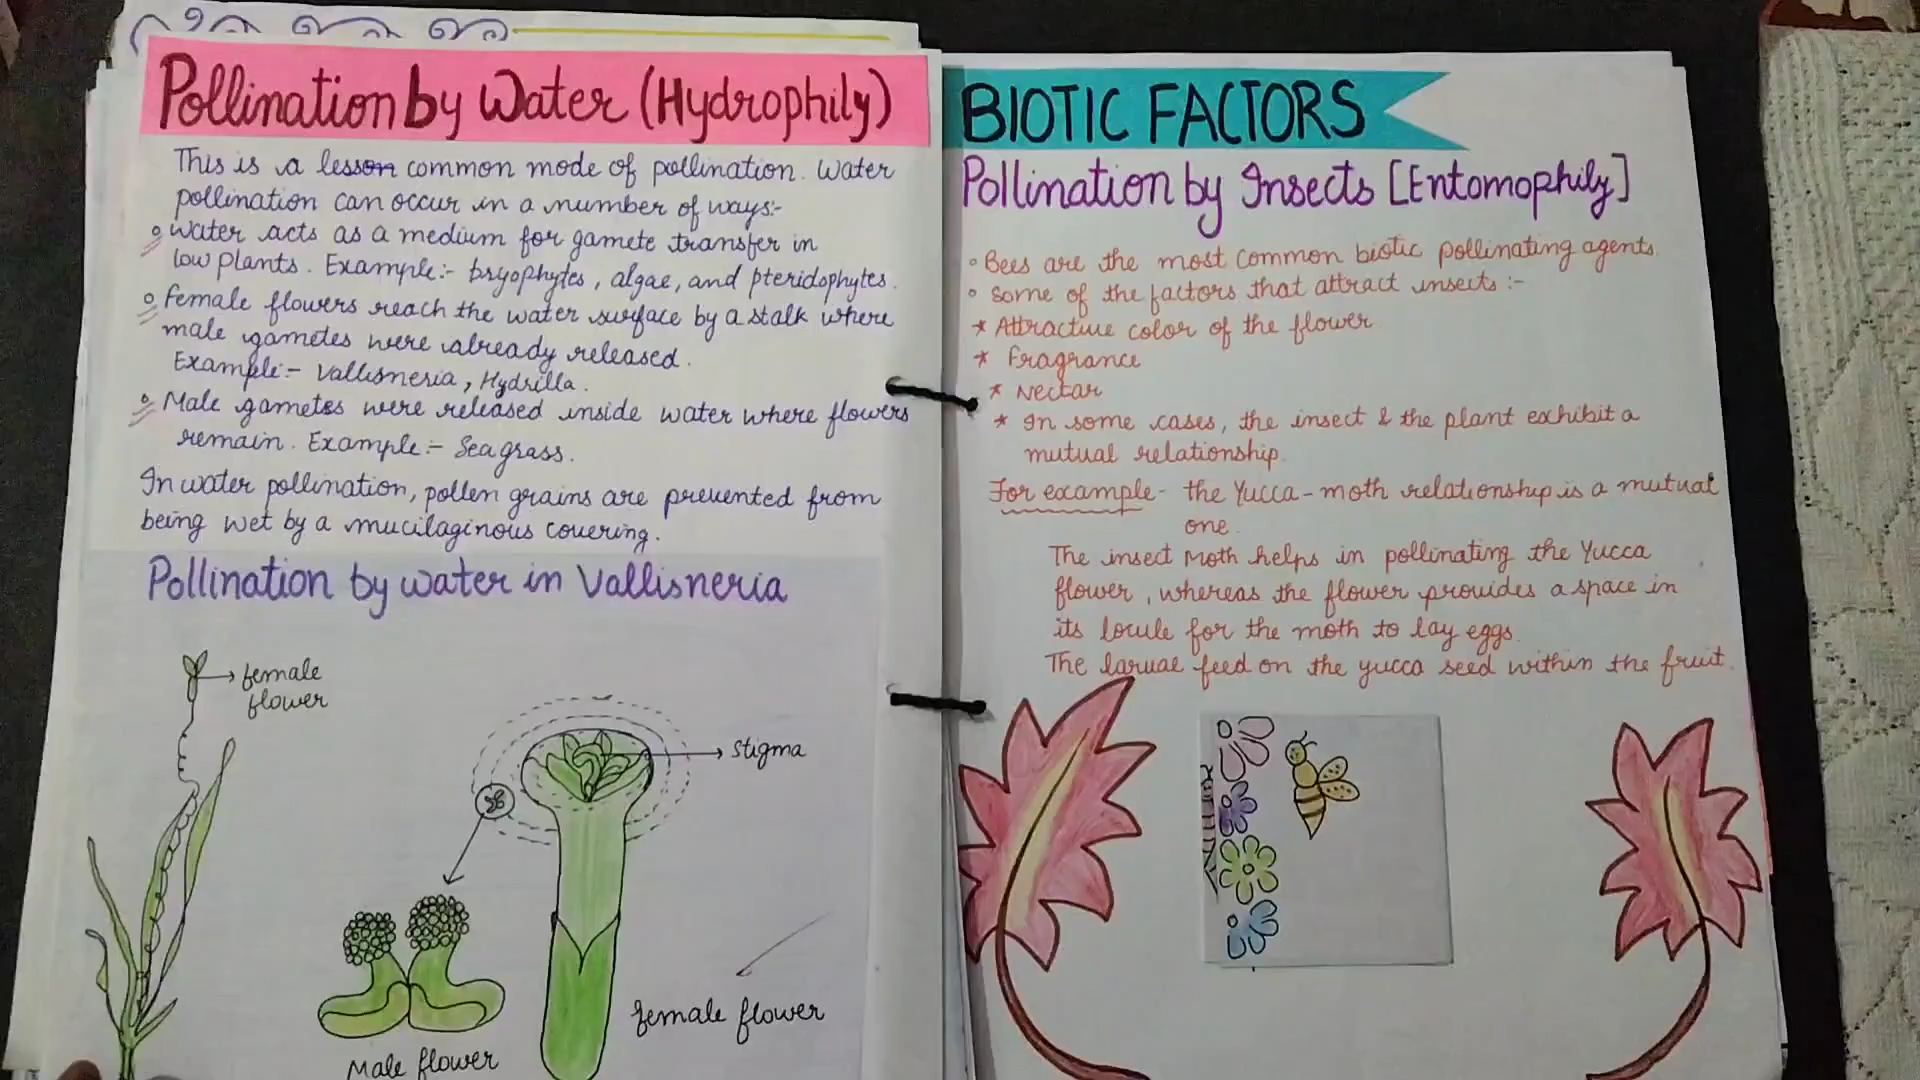 Pollination by Water (Hydrophily)
This is a lesson common mode of pollination. Water
pollination can occur in a number of ways:-
Water acts as a medium for gamete transfer in
low plants. Example:- bryophytes, algae, and pteridophytes.
Female flowers reach the water surface by a stalk where
male gametes were already released.
Example:- Vallisneria, Hydrilla.
Male gametes were released inside water where flowers
remain. Example:- Sea grass.
In water pollination, pollen grains are prevented from
being wet by a mucilaginous covering.
Pollination by water in Vallisneria
female
flower
stigma
female flower
Male flower
BIOTIC FACTORS
Pollination by Insects [Entomophily]
Bees are the most common biotic pollinating agents.
Some of the factors that attract insects :-
* Attractive color of the flower
* Fragrance
* Nectar
* In some cases, the insect & the plant exhibit a
mutual relationship.
For example- the Yucca-moth relationship is a mutual
one.
The insect Moth helps in pollinating the Yucca
flower, whereas the flower provides a space in
its locule for the moth to lay eggs.
The larvae feed on the yucca seed within the fruit.